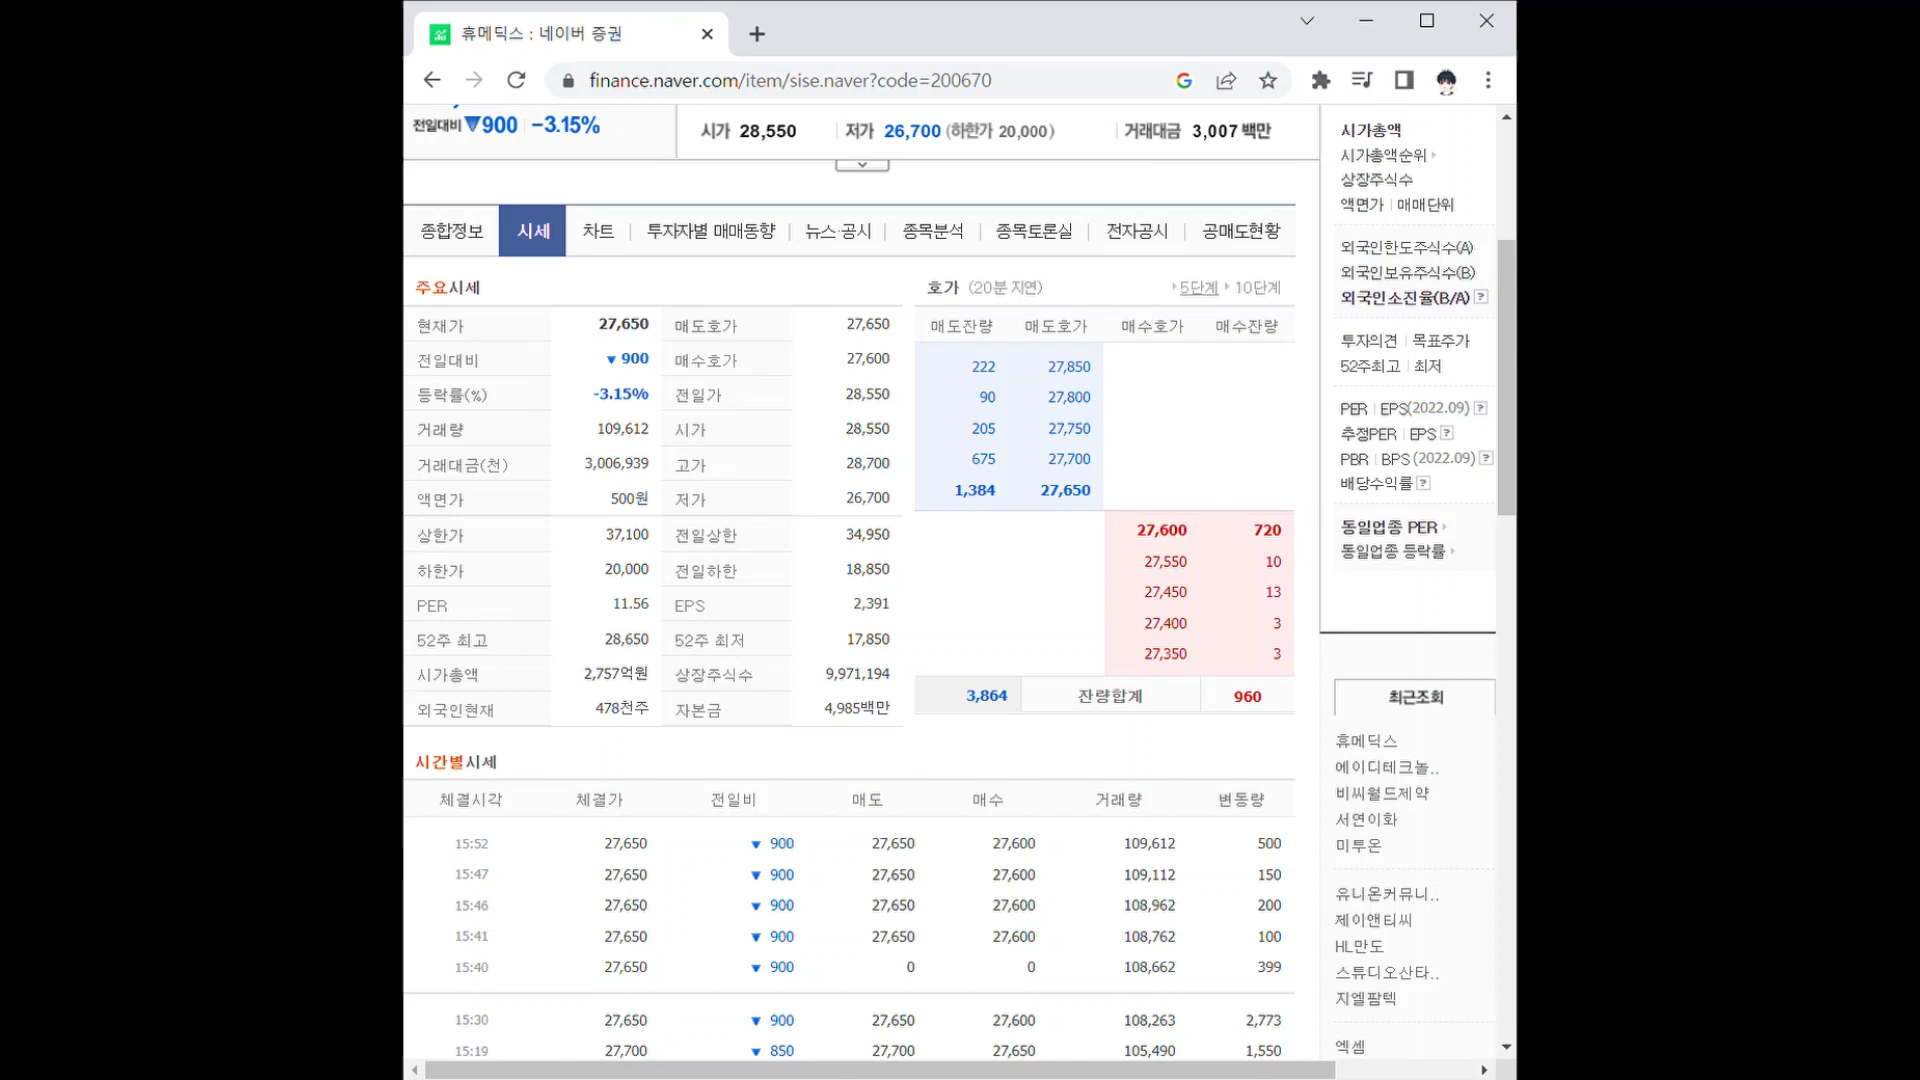 휴메딕스 : 네이버 증권
finance.naver.com/item/sise.naver?code=200670
전일대비 ▼900 -3.15%
시가 28,550 저가 26,700 (하한가 20,000) 거래대금 3,007 백만
종합정보 시세 차트 투자자별 매매동향 뉴스·공시 종목분석 종목토론실 전자공시 공매도현황
주요시세
현재가 27,650 매도호가 27,650
전일대비 ▼ 900 매수호가 27,600
등락률(%) -3.15% 전일가 28,550
거래량 109,612 시가 28,550
거래대금(천) 3,006,939 고가 28,700
액면가 500원 저가 26,700
상한가 37,100 전일상한 34,950
하한가 20,000 전일하한 18,850
PER 11.56 EPS 2,391
52주 최고 28,650 52주 최저 17,850
시가총액 2,757억원 상장주식수 9,971,194
외국인현재 478천주 자본금 4,985백만
호가 (20분 지연) 5단계 10단계
매도잔량 매도호가 매수호가 매수잔량
222 27,850
90 27,800
205 27,750
675 27,700
1,384 27,650
27,600 720
27,550 10
27,450 13
27,400 3
27,350 3
3,864 잔량합계 960
시간별시세
체결시각 체결가 전일비 매도 매수 거래량 변동량
15:52 27,650 ▼ 900 27,650 27,600 109,612 500
15:47 27,650 ▼ 900 27,650 27,600 109,112 150
15:46 27,650 ▼ 900 27,650 27,600 108,962 200
15:41 27,650 ▼ 900 27,650 27,600 108,762 100
15:40 27,650 ▼ 900 0 0 108,662 399
15:30 27,650 ▼ 900 27,650 27,600 108,263 2,773
15:19 27,700 ▼ 850 27,700 27,650 105,490 1,550
시가총액
시가총액순위
상장주식수
액면가 | 매매단위
외국인한도주식수(A)
외국인보유주식수(B)
외국인소진율(B/A) ?
투자의견 | 목표주가
52주최고 | 최저
PER | EPS(2022.09) ?
추정PER | EPS ?
PBR | BPS (2022.09) ?
배당수익률 ?
동일업종 PER
동일업종 등락률
최근조회
휴메딕스
에이디테크놀..
비씨월드제약
서연이화
미투온
유니온커뮤니..
제이앤티씨
HL만도
스튜디오산타..
지엘팜텍
엑셈